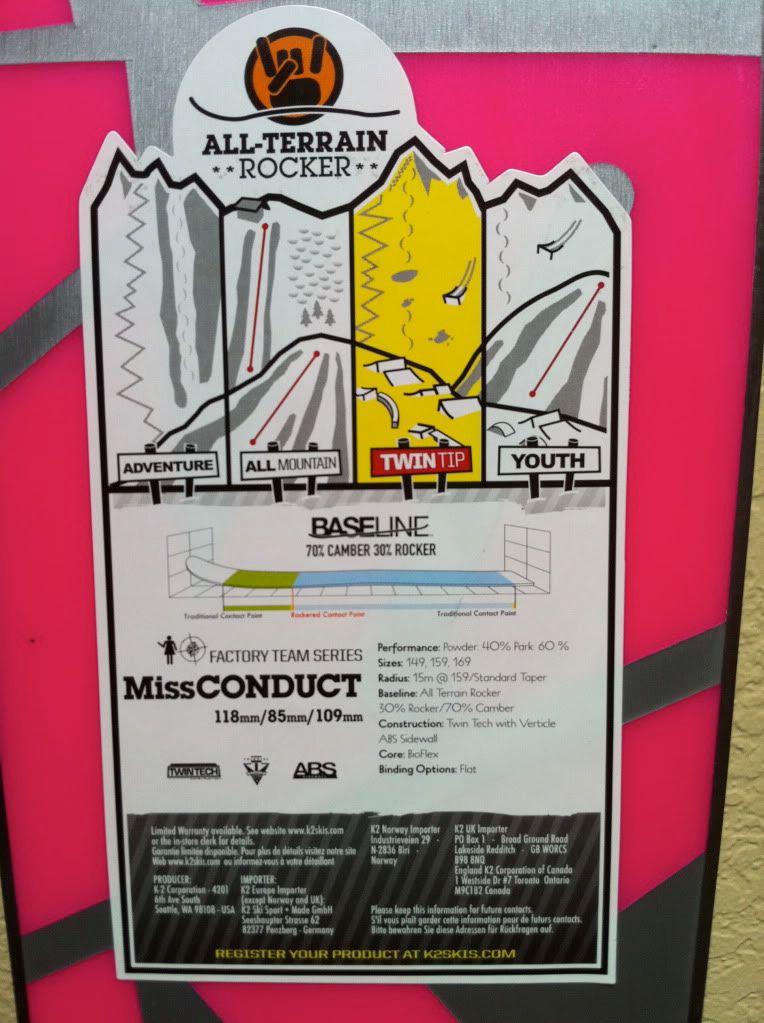 ALL-TERRAIN
**ROCKER**
ADVENTURE
ALL MOUNTAIN
TWINTIP
YOUTH
BASELINE
70% CAMBER 30% ROCKER
Traditional Contact Point
Rockered Contact Point
Traditional Contact Point
FACTORY TEAM SERIES
MissCONDUCT
118mm/85mm/109mm
TWINTECH
ABS
Performance: Powder: 40% Park: 60 %
Sizes: 149, 159, 169
Radius: 15m @ 159/Standard Taper
Baseline: All Terrain Rocker
30% Rocker/70% Camber
Construction: Twin Tech with Verticle
ABS Sidewall
Core: BioFlex
Binding Options: Flat
Limited Warranty available. See website www.k2skis.com
or the in-store clerk for details.
Garantie limitée disponible. Pour plus de détails visitez notre site
Web www.k2skis.com ou informez-vous à votre détaillant
PRODUCER:
K-2 Corporation - 4201
6th Ave South
Seattle, WA 98108 - USA
IMPORTER:
K2 Europe Importer
(except Norway and UK):
K2 Ski Sport + Mode GmbH
Seeshaupter Strasse 62
82377 Penzberg - Germany
K2 Norway Importer
Industrieveien 29 -
N-2836 Biri -
Norway
K2 UK Importer
PO Box 1 - Broad Ground Road
Lakeside Redditch - GB WORCS
B98 8NQ
England K2 Corporation of Canada
1 Westside Dr #7 Toronto Ontario
M9C1B2 Canada
Please keep this information for future contacts.
S'il vous plait garder cette information pour de futurs contacts.
Bitte bewahren Sie diese Adressen für Rückfragen auf.
REGISTER YOUR PRODUCT AT K2SKIS.COM